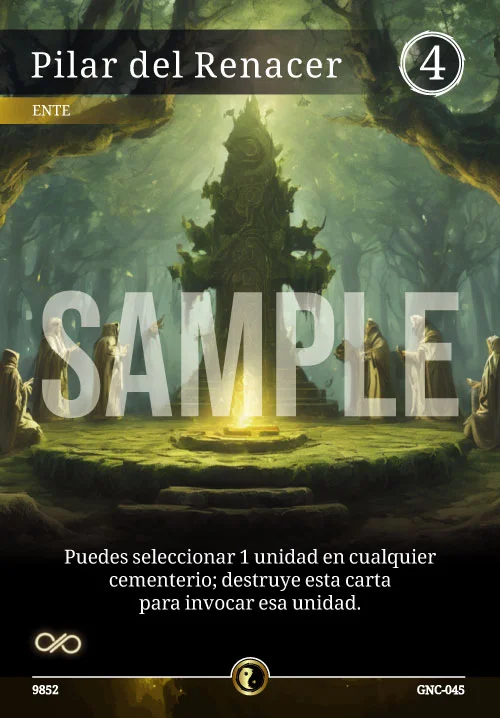 Pilar del Renacer
4
ENTE
SAMPLE
Puedes seleccionar 1 unidad en cualquier
cementerio; destruye esta carta
para invocar esa unidad.
9852
GNC-045